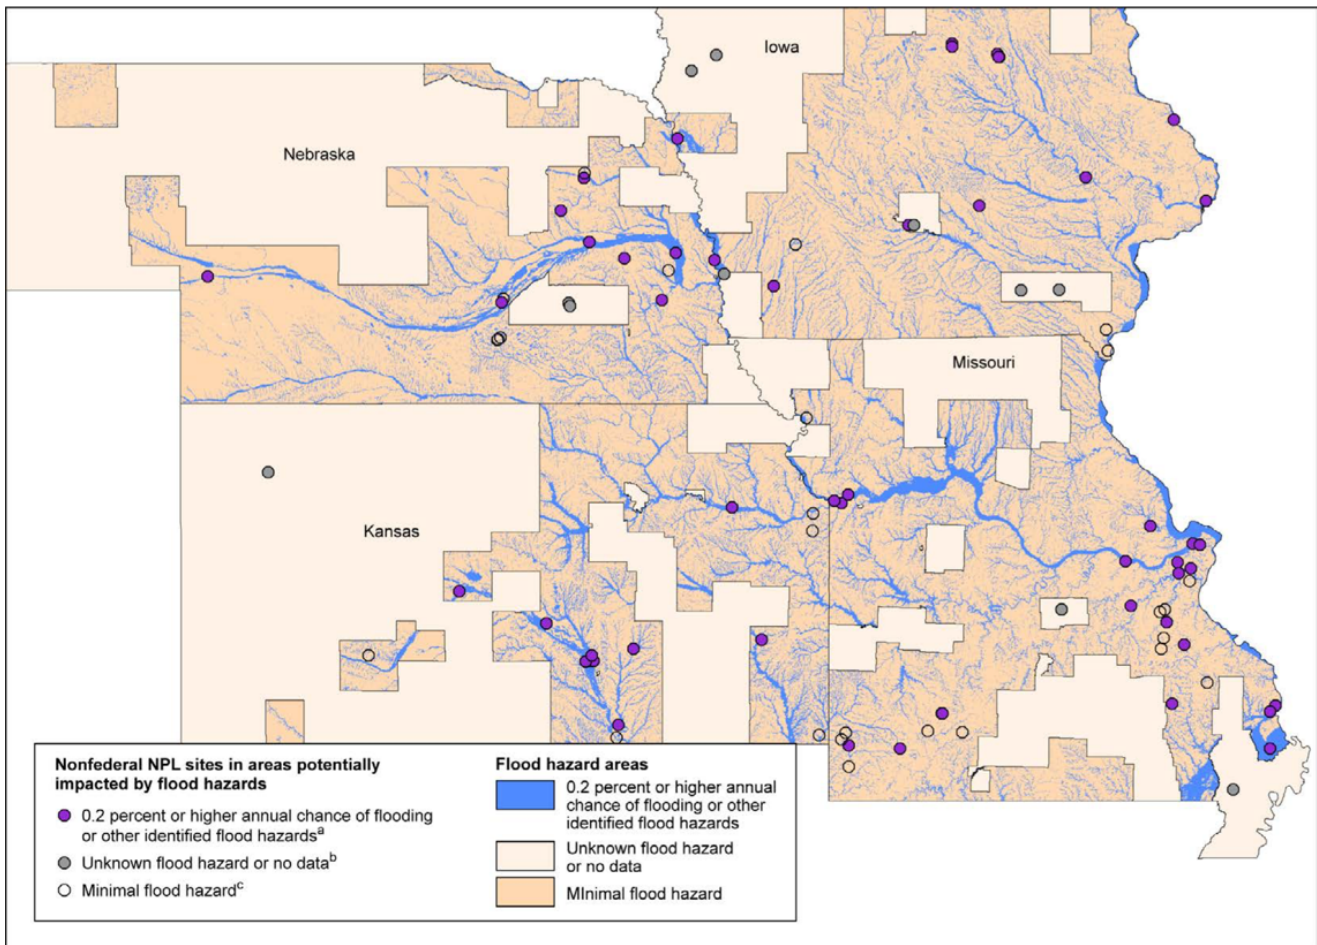 Iowa
Nebraska
Missouri
Kansas
Nonfederal NPL sites in areas potentially
impacted by flood hazards
0.2 percent or higher annual chance of flooding
or other identified flood hazardsᵃ
Unknown flood hazard or no dataᵇ
Minimal flood hazardᶜ
Flood hazard areas
0.2 percent or higher annual
chance of flooding or other
identified flood hazards
Unknown flood hazard
or no data
MInimal flood hazard